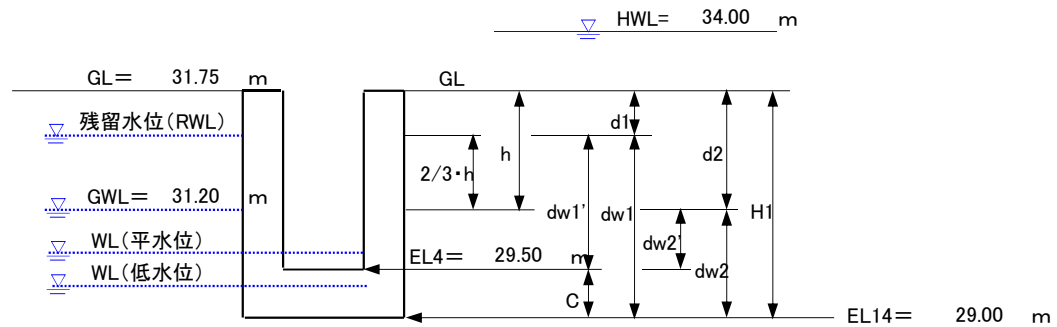 HWL= 34.00 m
GL= 31.75 m
GL
残留水位(RWL)
d1
h
d2
2/3・h
GWL= 31.20 m
dw1'
dw1
H1
WL(平水位)
dw2'
EL4= 29.50 m
WL(低水位)
dw2
C
EL14= 29.00 m